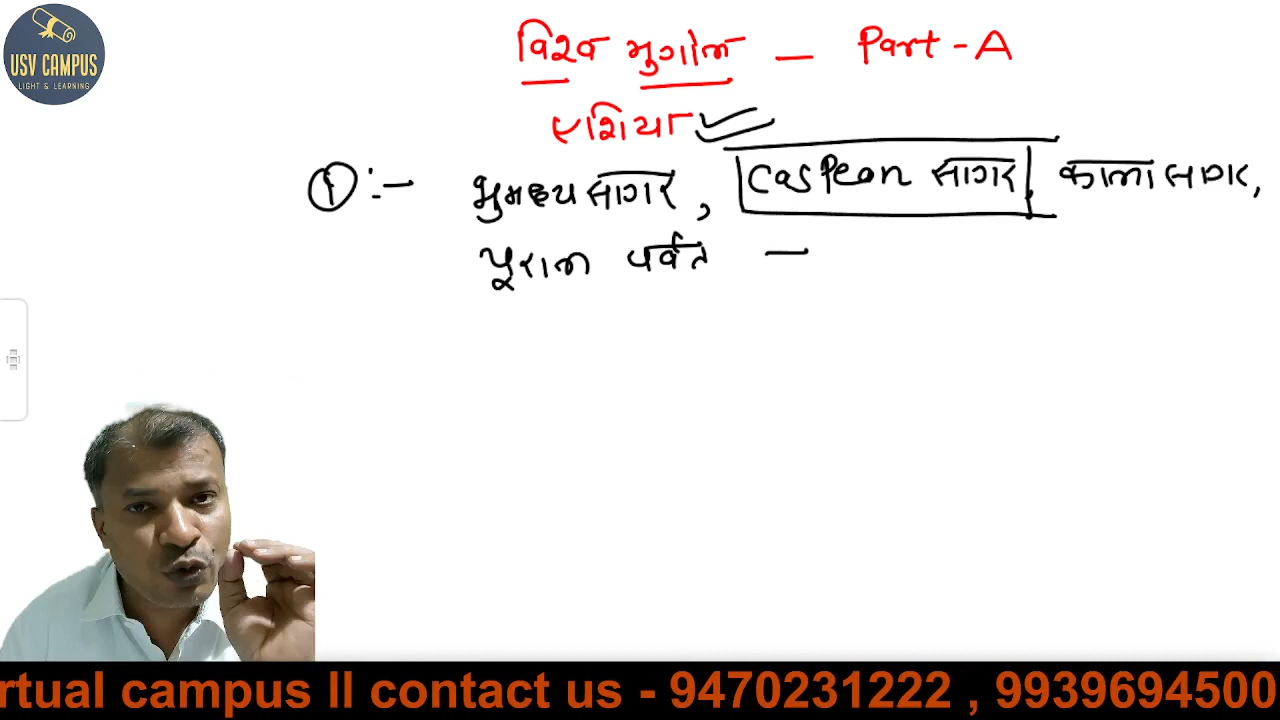 USV CAMPUS
LIGHT & LEARNING
विश्व भुगोल — Part - A
एशिया
① :- भुमध्य सागर, Caspean सागर, काला सागर,
यूराल पर्वत —
rtual campus II contact us - 9470231222 , 9939694500